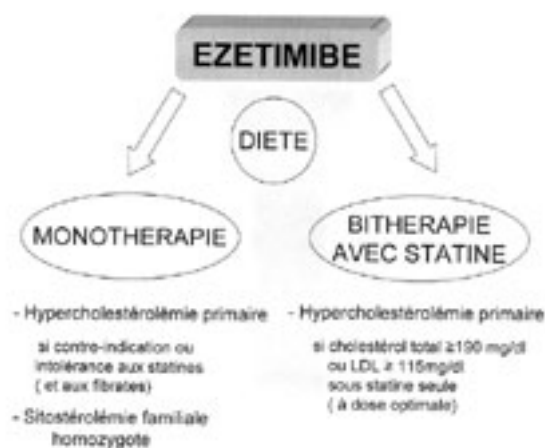 EZETIMIBE
DIETE
MONOTHERAPIE
- Hypercholestérolémie primaire
si contre-indication ou
intolérance aux statines
( et aux fibrates)
- Sitostérolémie familiale
homozygote
BITHERAPIE
AVEC STATINE
- Hypercholestérolémie primaire
si cholestérol total ≥190 mg/dl
ou LDL ≥ 115mg/dl
sous statine seule
( à dose optimale)